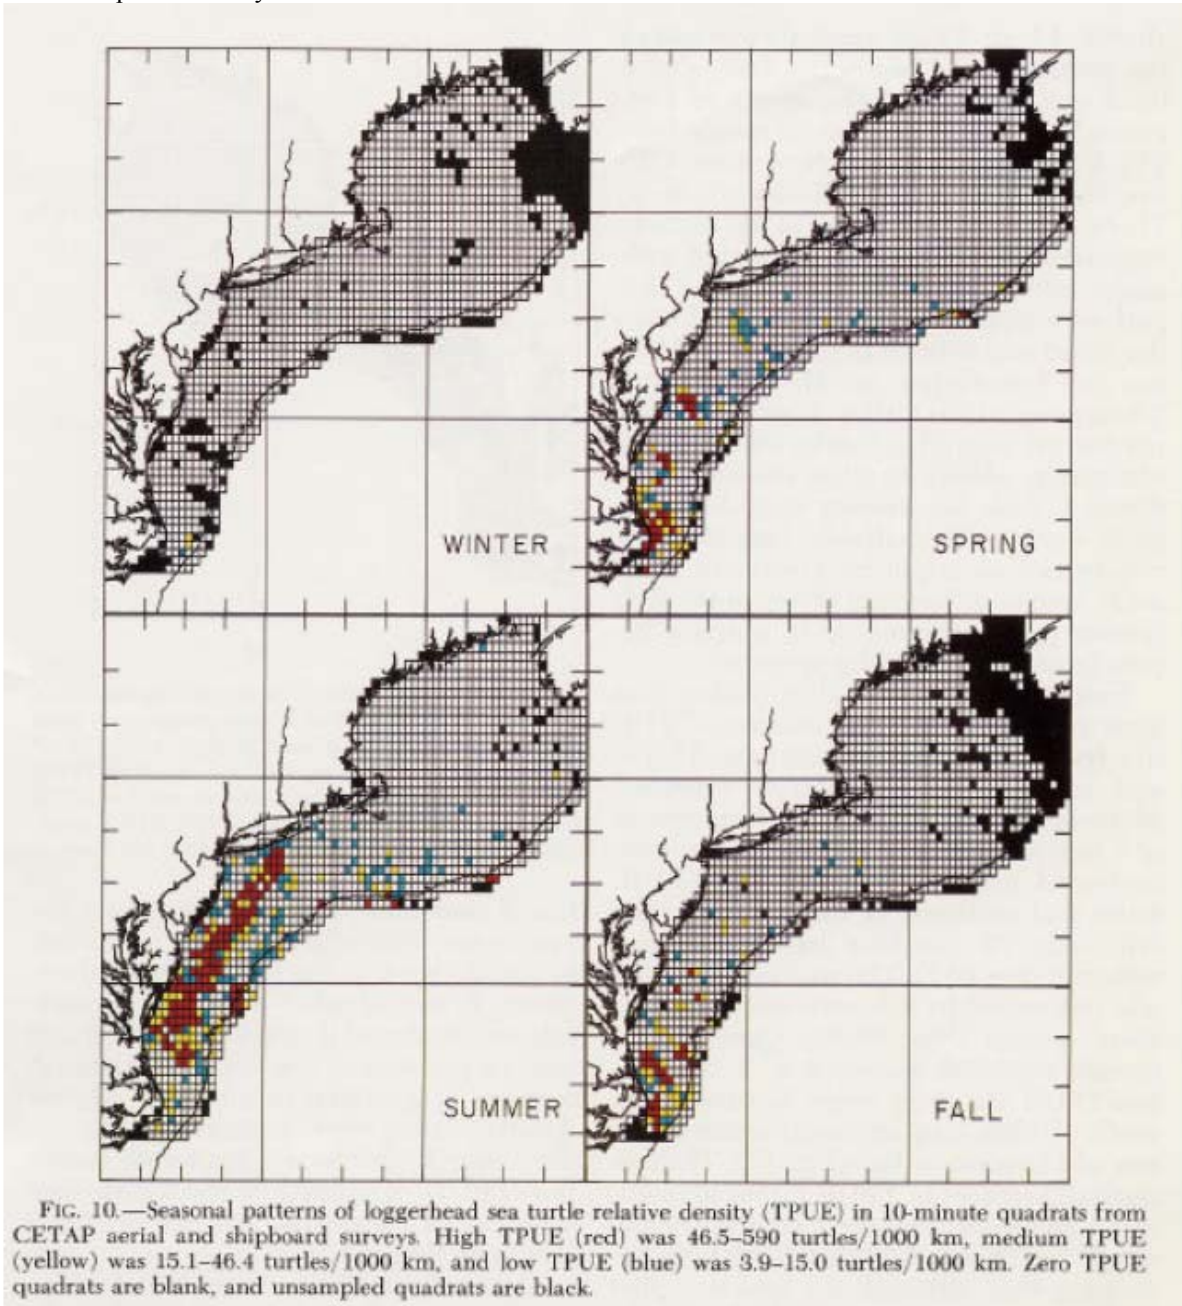 WINTER
SPRING
SUMMER
FALL
FIG. 10.—Seasonal patterns of loggerhead sea turtle relative density (TPUE) in 10-minute quadrats from
CETAP aerial and shipboard surveys. High TPUE (red) was 46.5–590 turtles/1000 km, medium TPUE
(yellow) was 15.1–46.4 turtles/1000 km, and low TPUE (blue) was 3.9–15.0 turtles/1000 km. Zero TPUE
quadrats are blank, and unsampled quadrats are black.